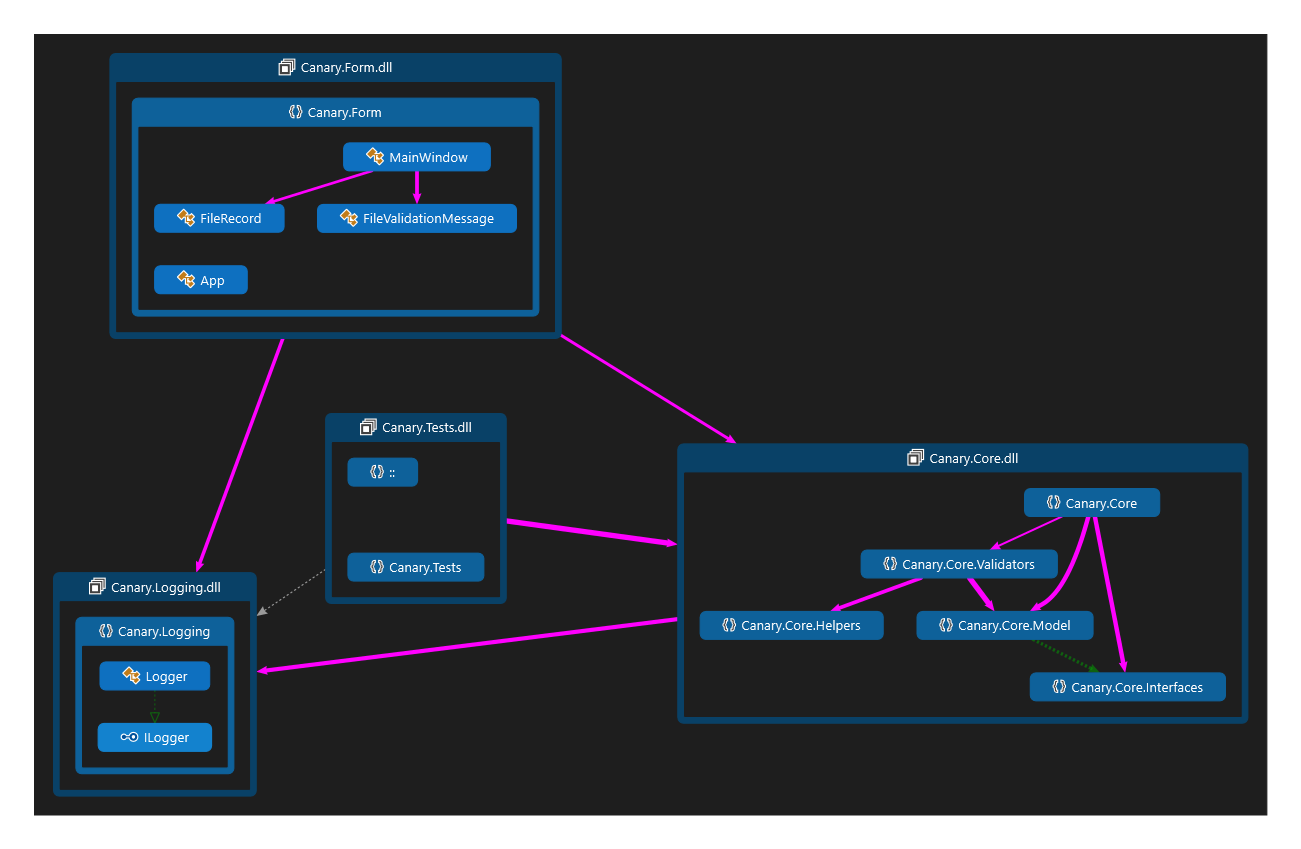 Canary.Form.dll
Canary.Form
MainWindow
FileRecord
FileValidationMessage
App
Canary.Tests.dll
::
Canary.Tests
Canary.Core.dll
Canary.Core
Canary.Core.Validators
Canary.Core.Helpers
Canary.Core.Model
Canary.Core.Interfaces
Canary.Logging.dll
Canary.Logging
Logger
ILogger